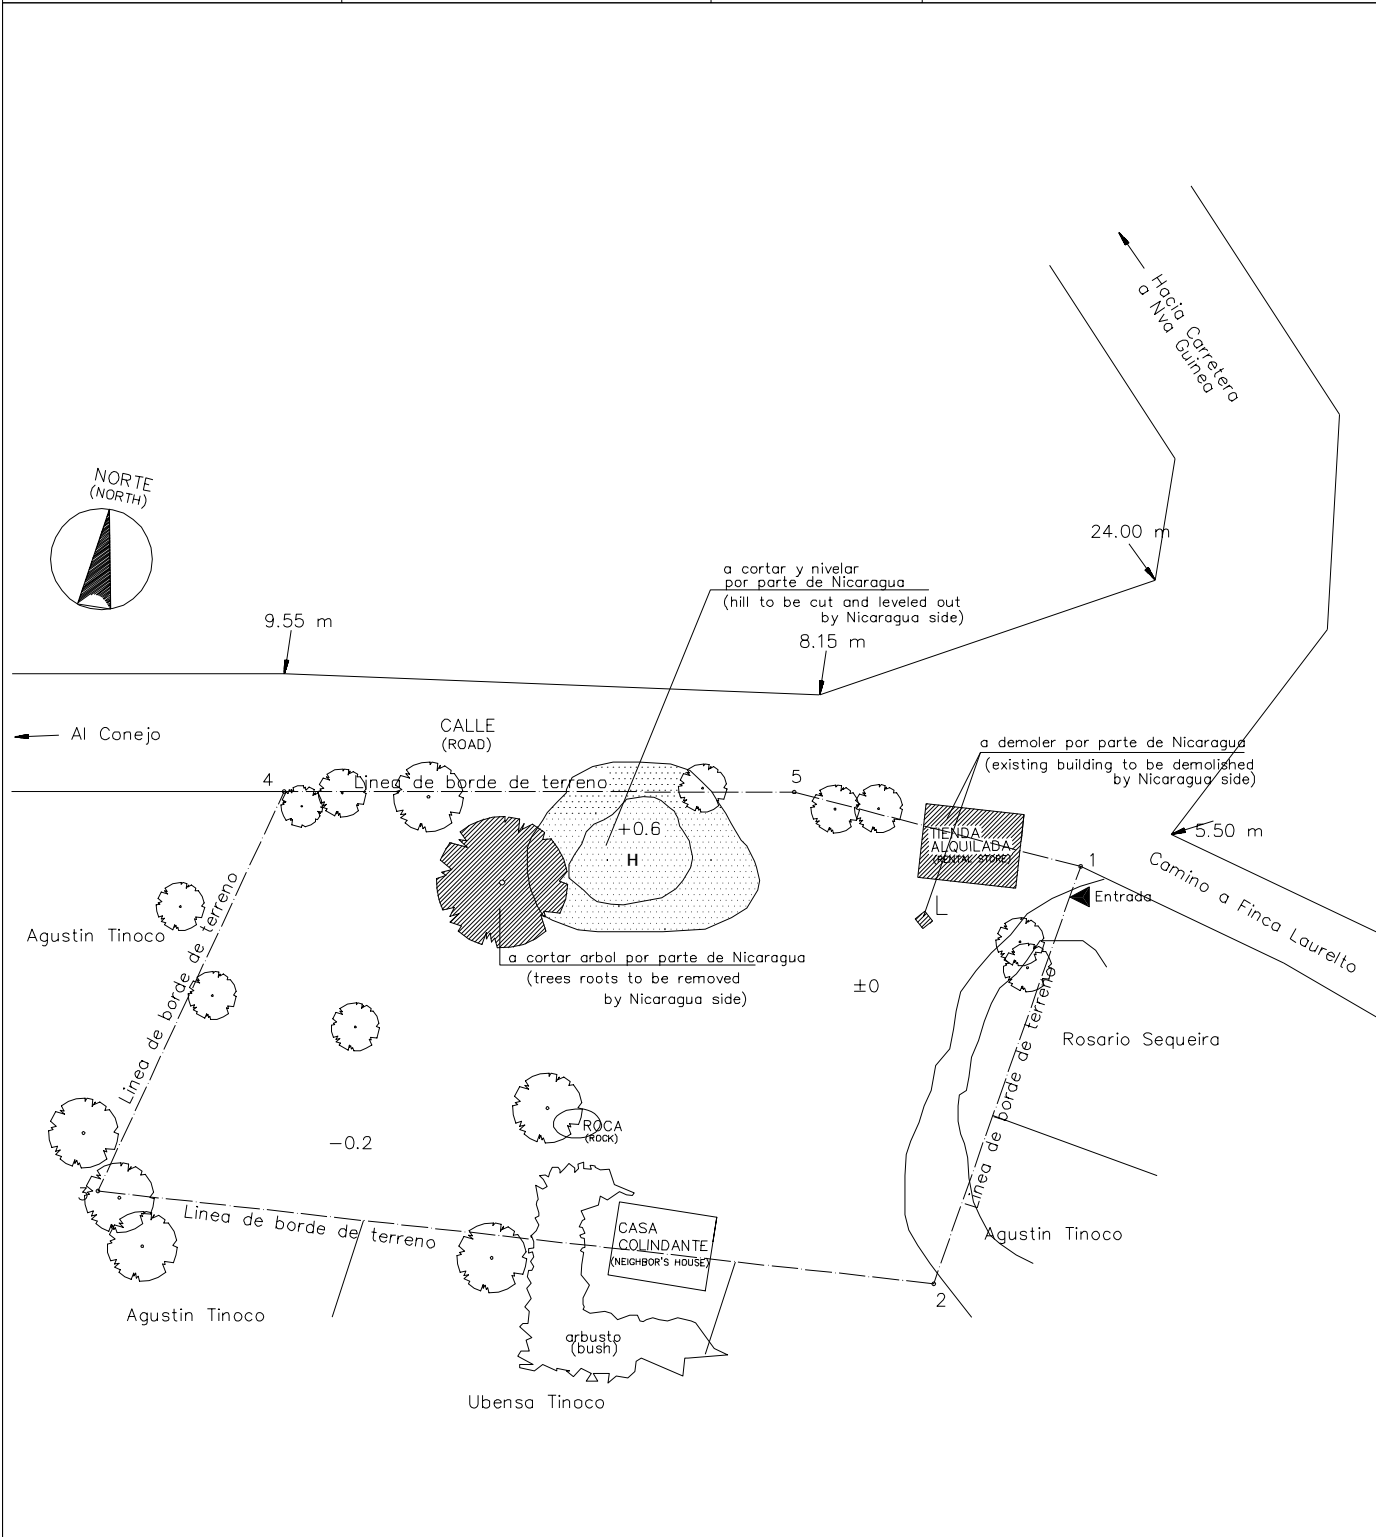 Hacia Carretera
a Nva Guinea
NORTE
(NORTH)
24.00 m
a cortar y nivelar
por parte de Nicaragua
(hill to be cut and leveled out
by Nicaragua side)
9.55 m
8.15 m
Al Conejo
CALLE
(ROAD)
a demoler por parte de Nicaragua
(existing building to be demolished
by Nicaragua side)
4
Linea de borde de terreno
5
+0.6
H
TIENDA
ALQUILADA
(RENTAL STORE)
5.50 m
1
Camino a Finca Laurelto
Entrada
L
Agustin Tinoco
Linea de borde de terreno
a cortar arbol por parte de Nicaragua
(trees roots to be removed
by Nicaragua side)
±0
Linea de borde de terreno
Rosario Sequeira
ROCA
(ROCK)
-0.2
3
Linea de borde de terreno
CASA
COLINDANTE
(NEIGHBOR'S HOUSE)
Agustin Tinoco
2
Agustin Tinoco
arbusto
(bush)
Ubensa Tinoco